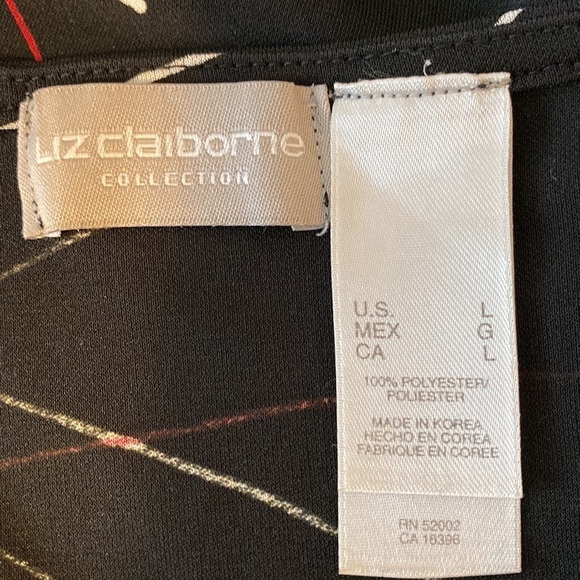 Liz claiborne
COLLECTION
U.S. L
MEX G
CA L
100% POLYESTER/
POLIESTER
MADE IN KOREA
HECHO EN COREA
FABRIQUE EN COREE
RN 52002
CA 18396